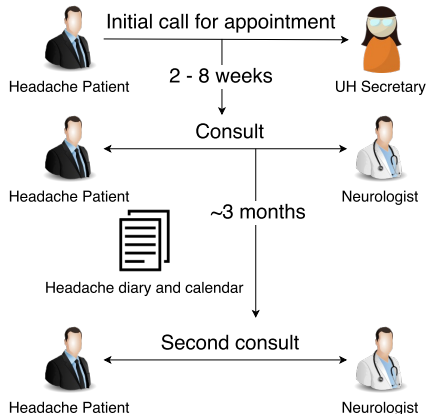 Initial call for appointment
Headache Patient
UH Secretary
2 - 8 weeks
Consult
Headache Patient
Neurologist
~3 months
Headache diary and calendar
Second consult
Headache Patient
Neurologist